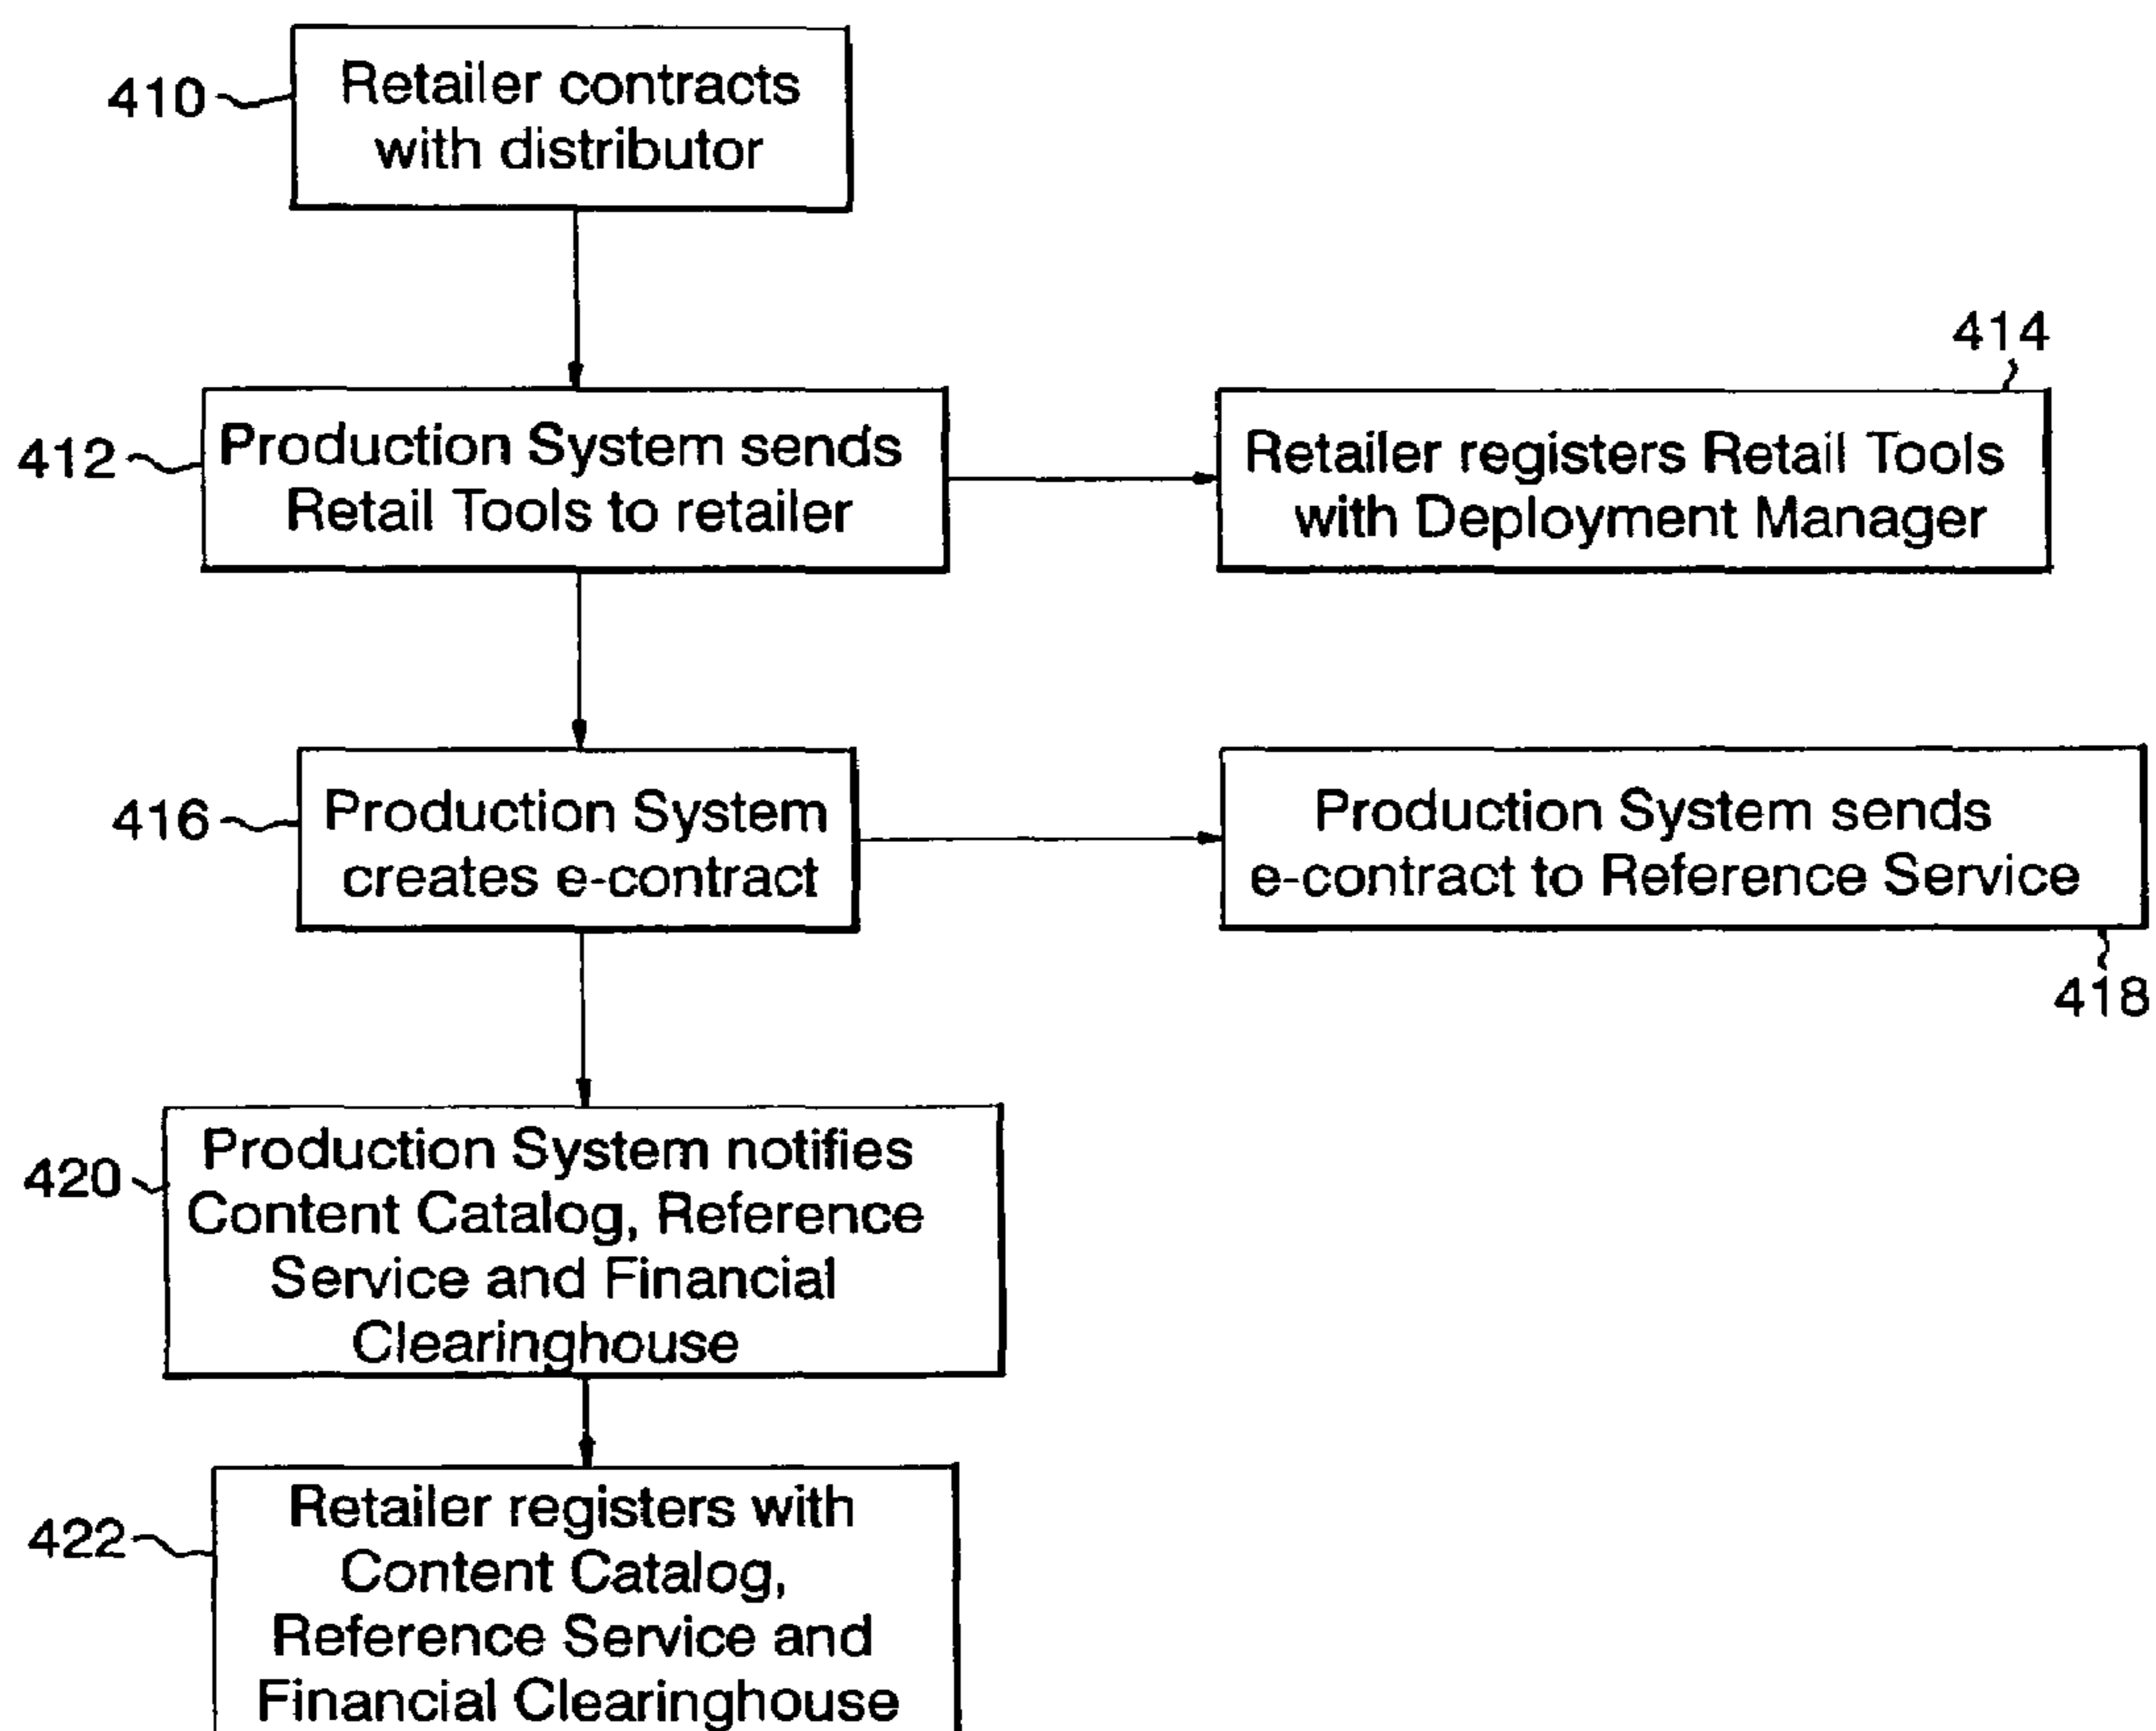 410
Retailer contracts
with distributor
412
Production System sends
Retail Tools to retailer
414
Retailer registers Retail Tools
with Deployment Manager
416
Production System
creates e-contract
Production System sends
e-contract to Reference Service
418
420
Production System notifies
Content Catalog, Reference
Service and Financial
Clearinghouse
422
Retailer registers with
Content Catalog,
Reference Service and
Financial Clearinghouse